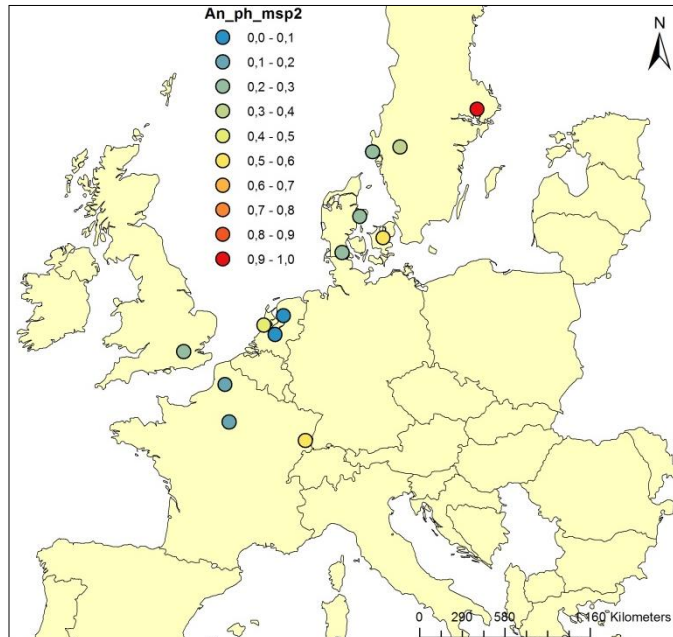 An_ph_msp2
0,0 - 0,1
0,1 - 0,2
0,2 - 0,3
0,3 - 0,4
0,4 - 0,5
0,5 - 0,6
0,6 - 0,7
0,7 - 0,8
0,8 - 0,9
0,9 - 1,0
N
0 290 580 1 160 Kilometers